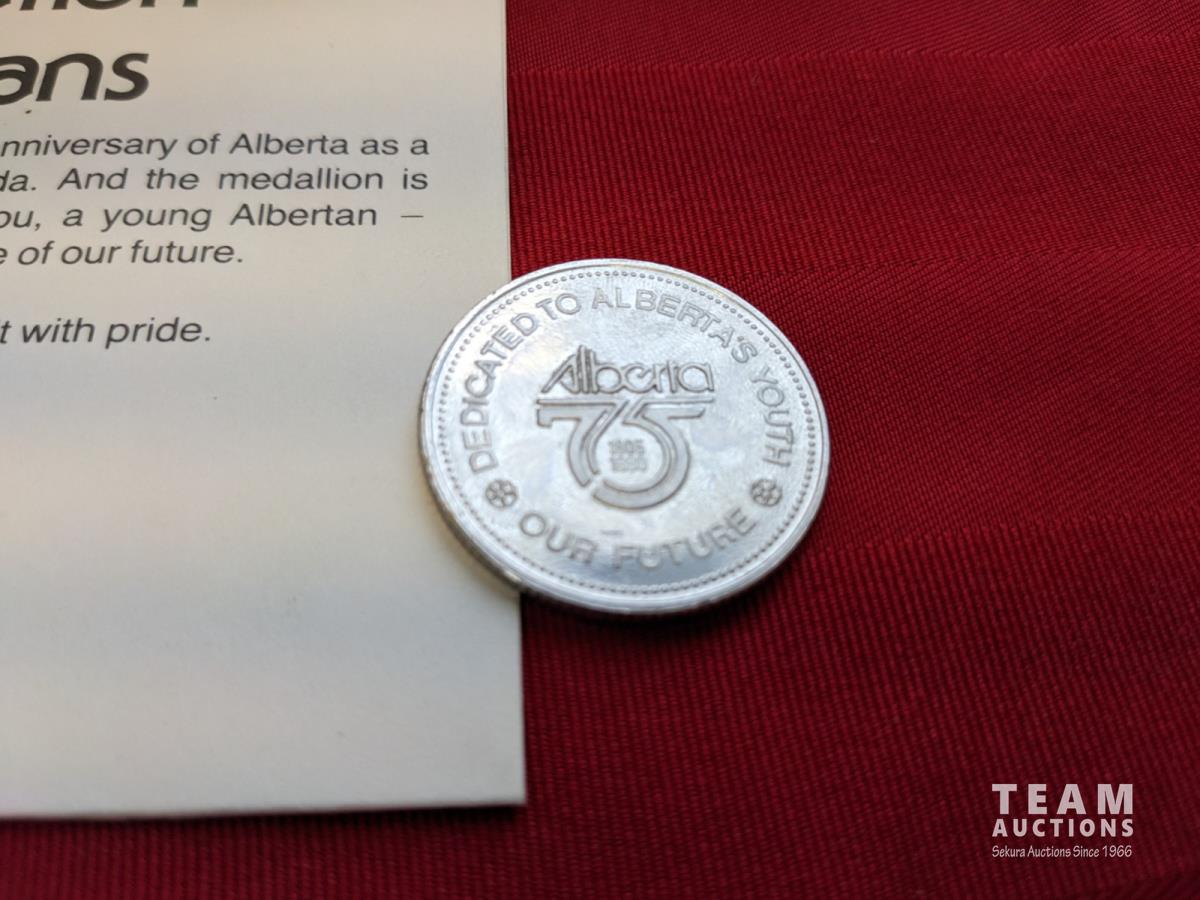 ans
nniversary of Alberta as a
da. And the medallion is
ou, a young Albertan –
e of our future.
t with pride.
DEDICATED TO ALBERTA'S YOUTH
Alberta
75
1905
1980
OUR FUTURE
TEAM
AUCTIONS
Sekura Auctions Since 1966